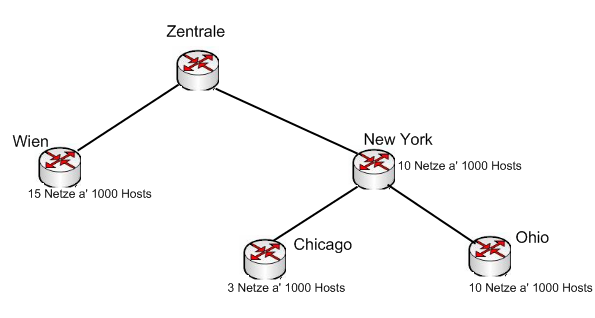 Zentrale
Wien
15 Netze a' 1000 Hosts
New York
10 Netze a' 1000 Hosts
Chicago
3 Netze a' 1000 Hosts
Ohio
10 Netze a' 1000 Hosts